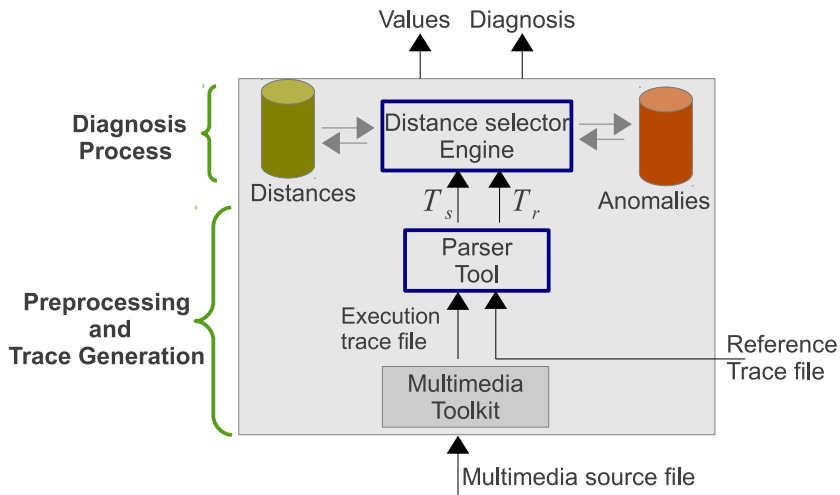 Values
Diagnosis
Diagnosis
Process
Distance selector
Engine
Distances
Anomalies
T_s
T_r
Parser
Tool
Preprocessing
and
Trace Generation
Execution
trace file
Reference
Trace file
Multimedia
Toolkit
Multimedia source file